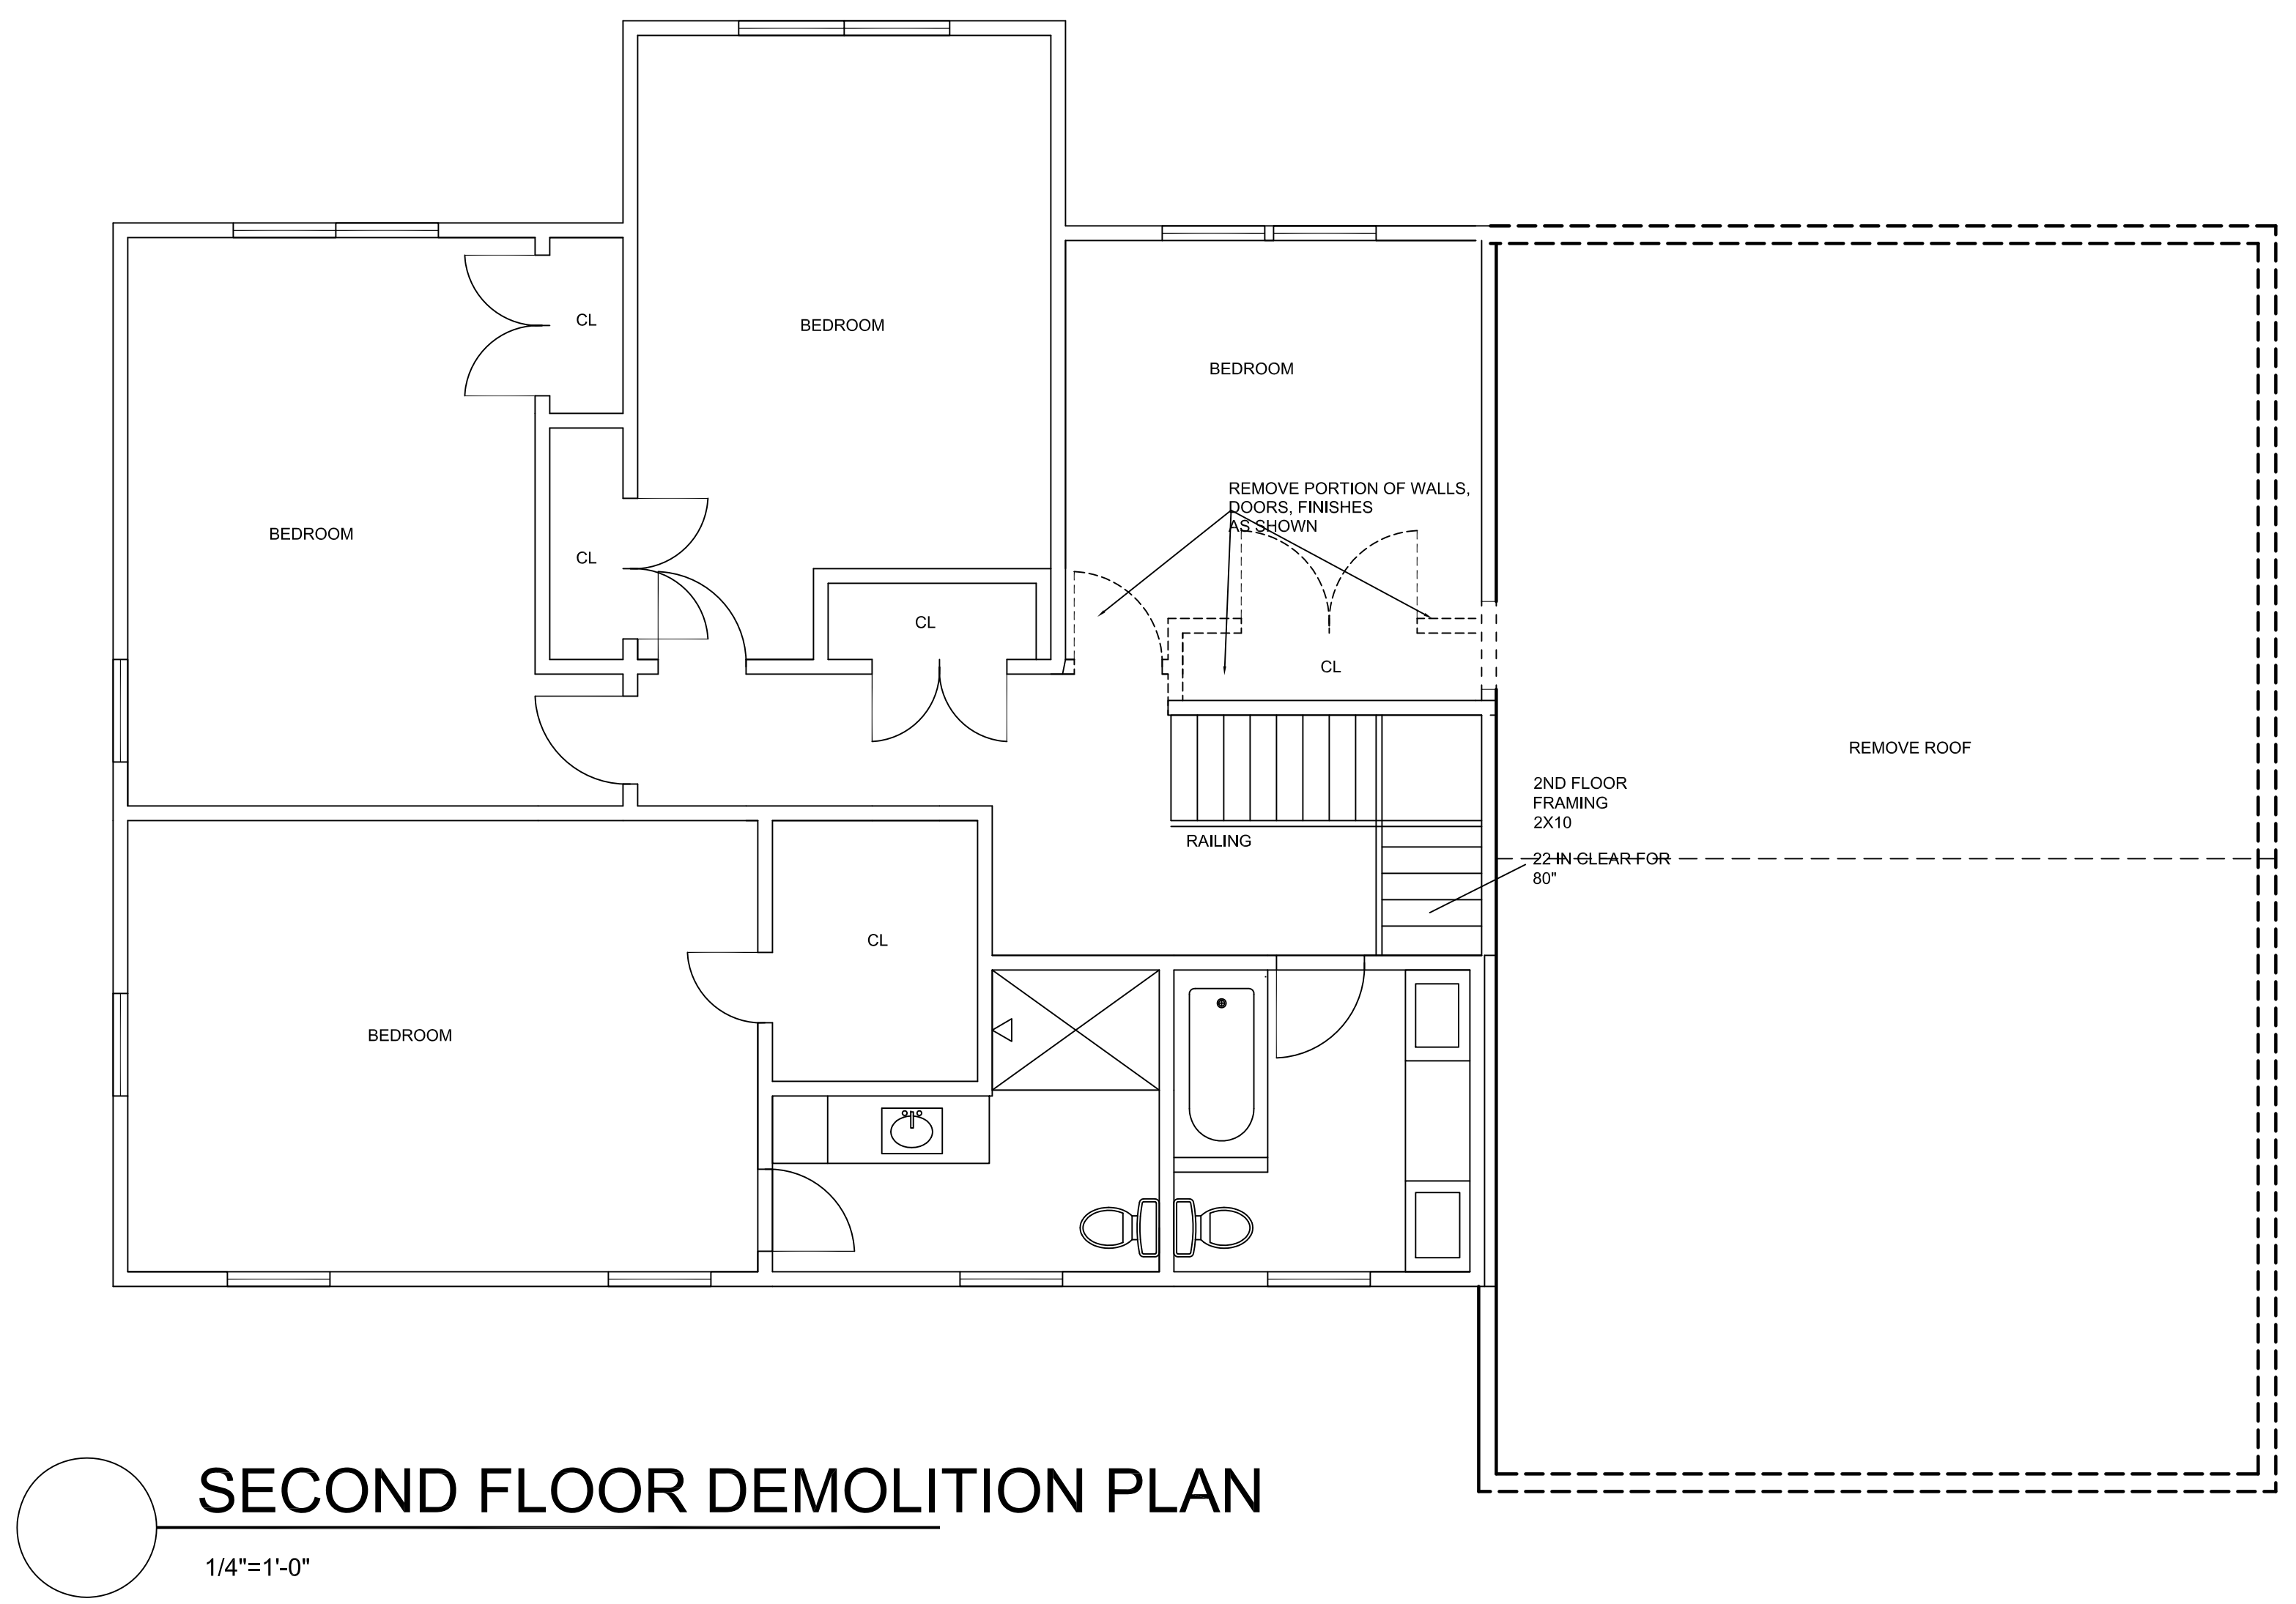 CL
BEDROOM
BEDROOM
REMOVE PORTION OF WALLS,
DOORS, FINISHES
AS SHOWN
BEDROOM
CL
CL
CL
REMOVE ROOF
2ND FLOOR
FRAMING
2X10
RAILING
22 IN CLEAR FOR
80"
CL
BEDROOM
SECOND FLOOR DEMOLITION PLAN
1/4"=1'-0"